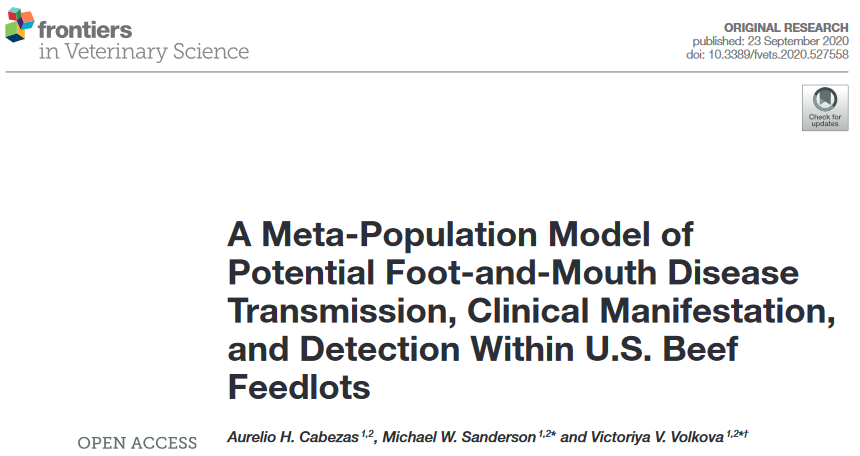 frontiers
in Veterinary Science
ORIGINAL RESEARCH
published: 23 September 2020
doi: 10.3389/fvets.2020.527558
Check for
updates
A Meta-Population Model of
Potential Foot-and-Mouth Disease
Transmission, Clinical Manifestation,
and Detection Within U.S. Beef
Feedlots
OPEN ACCESS
Aurelio H. Cabezas 1,2, Michael W. Sanderson 1,2* and Victoriya V. Volkova 1,2*†